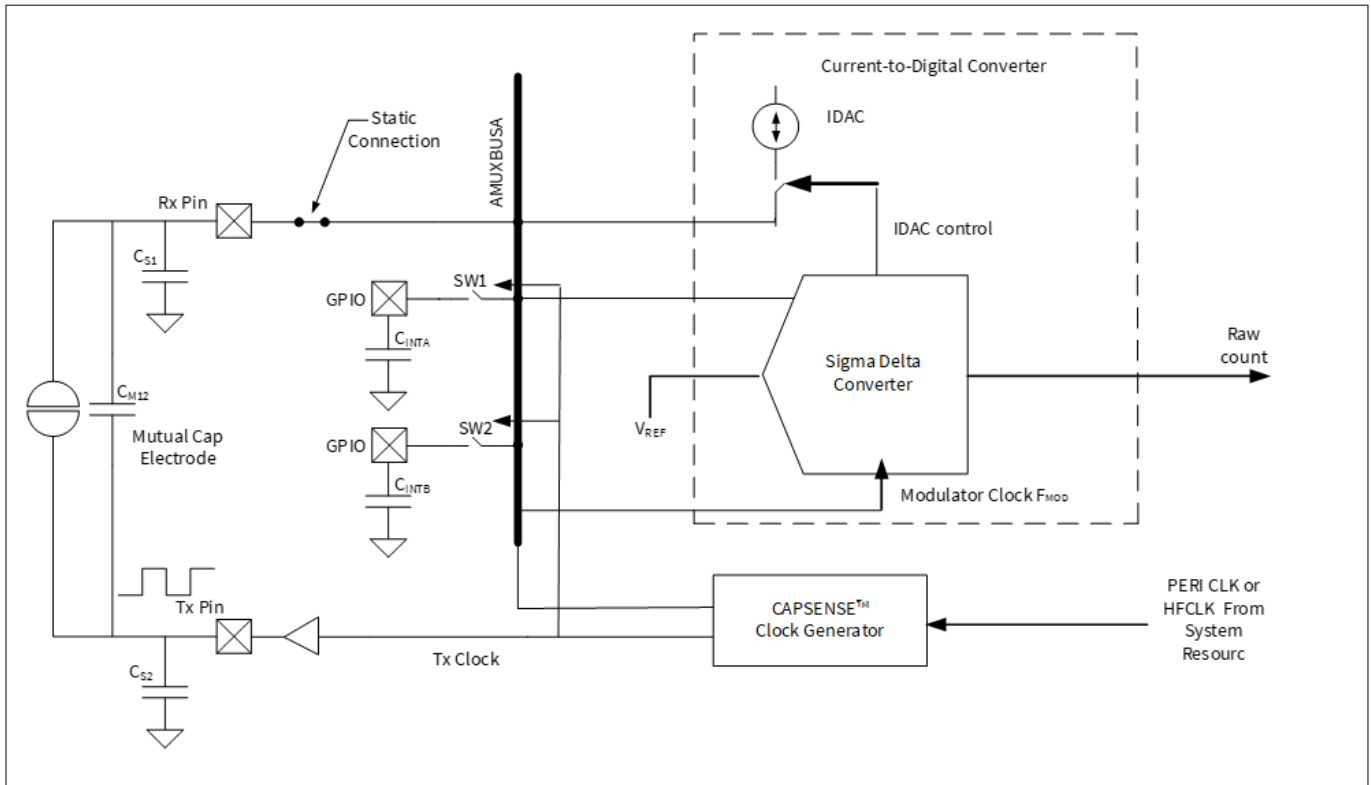 Current-to-Digital Converter
Static
Connection
IDAC
AMUXBUSA
Rx Pin
IDAC control
CS1
SW1
GPIO
CINTA
Raw
count
Sigma Delta
Converter
CM12
Mutual Cap
Electrode
SW2
VREF
GPIO
CINTB
Modulator Clock FMOD
Tx Pin
CAPSENSE™
Clock Generator
PERI CLK or
HFCLK From
System
Resourc
Tx Clock
CS2